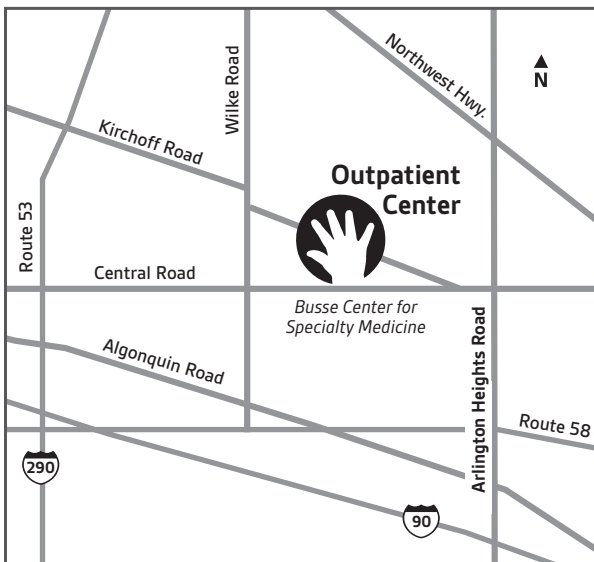 Northwest Hwy.
N
Wilke Road
Kirchoff Road
Outpatient
Center
Route 53
Central Road
Busse Center for
Specialty Medicine
Arlington Heights Road
Algonquin Road
Route 58
290
90